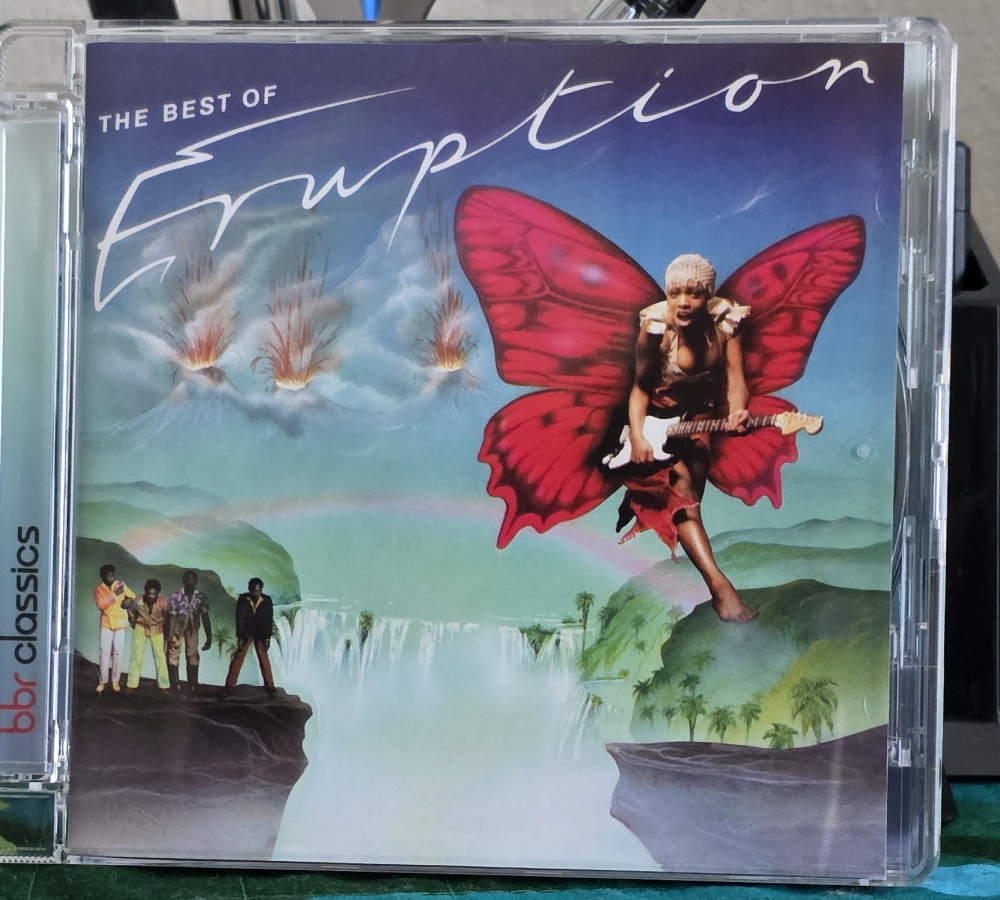 THE BEST OF
Eruption
bbr classics